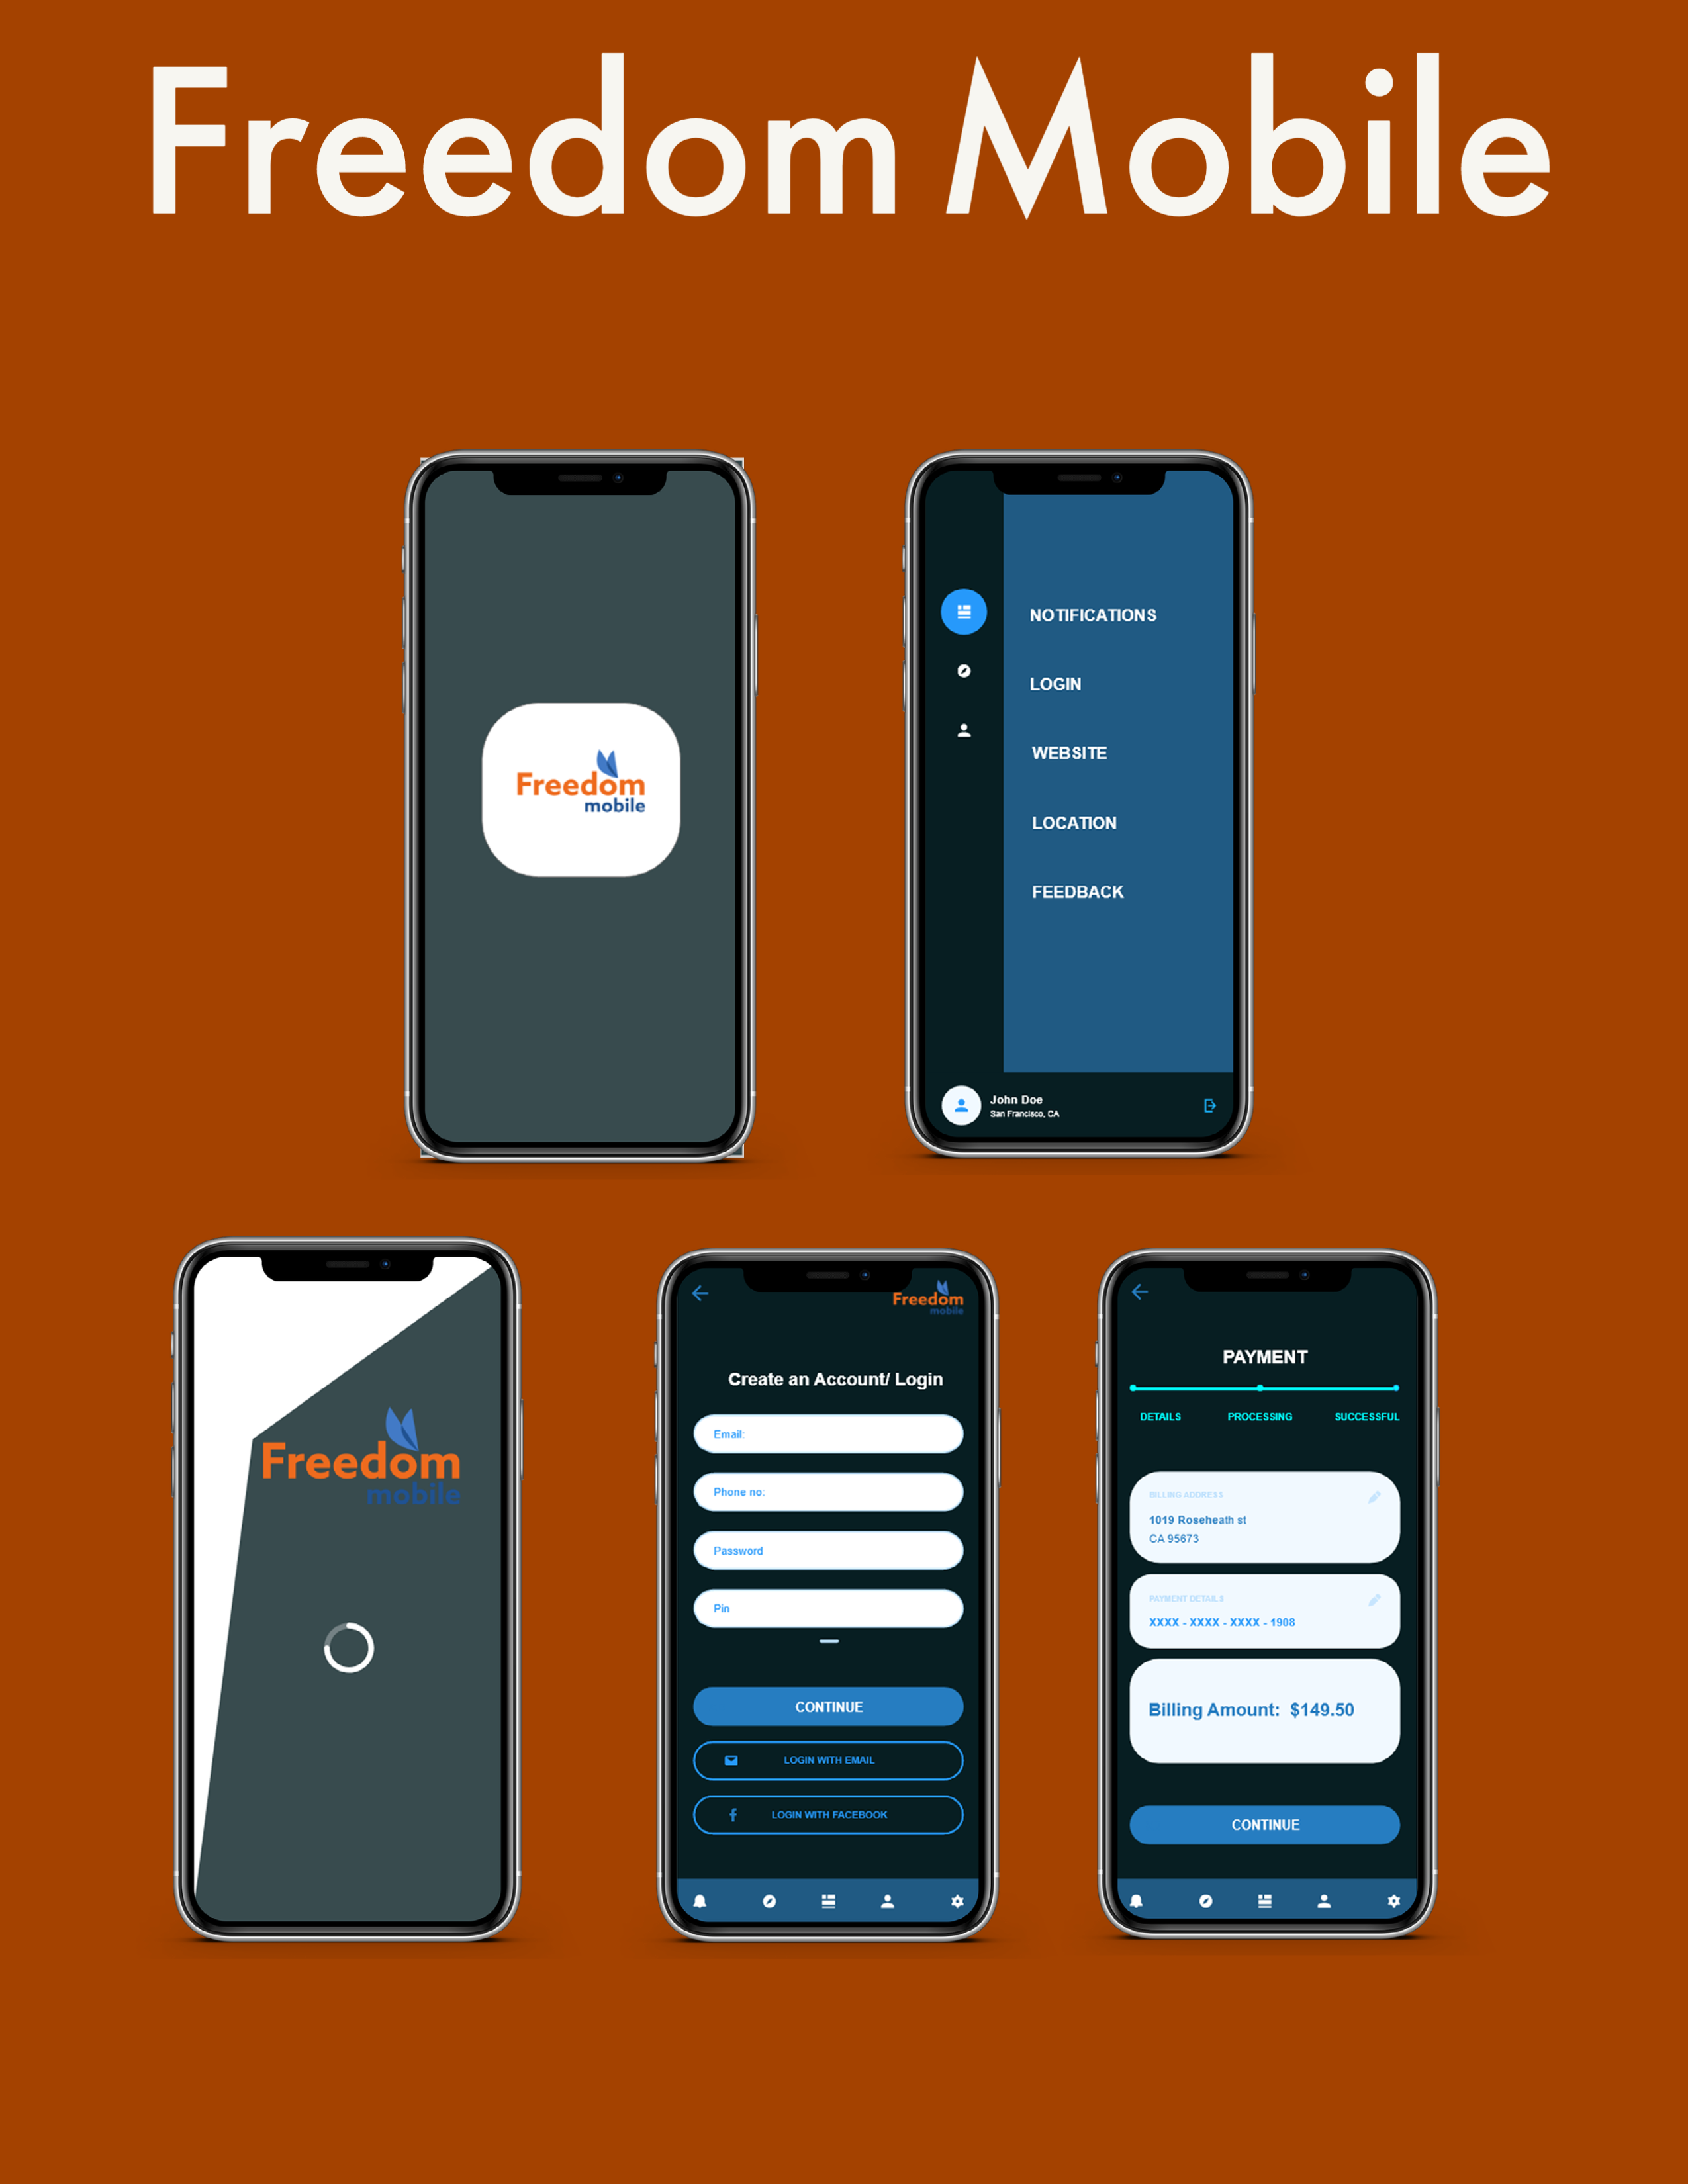 Freedom Mobile
Freedom
mobile
NOTIFICATIONS
LOGIN
WEBSITE
LOCATION
FEEDBACK
John Doe
San Francisco, CA
Freedom
mobile
Freedom
mobile
Create an Account/ Login
Email:
Phone no:
Password
Pin
CONTINUE
LOGIN WITH EMAIL
LOGIN WITH FACEBOOK
PAYMENT
DETAILS PROCESSING SUCCESSFUL
BILLING ADDRESS
1019 Roseheath st
CA 95673
PAYMENT DETAILS
XXXX - XXXX - XXXX - 1908
Billing Amount: $149.50
CONTINUE